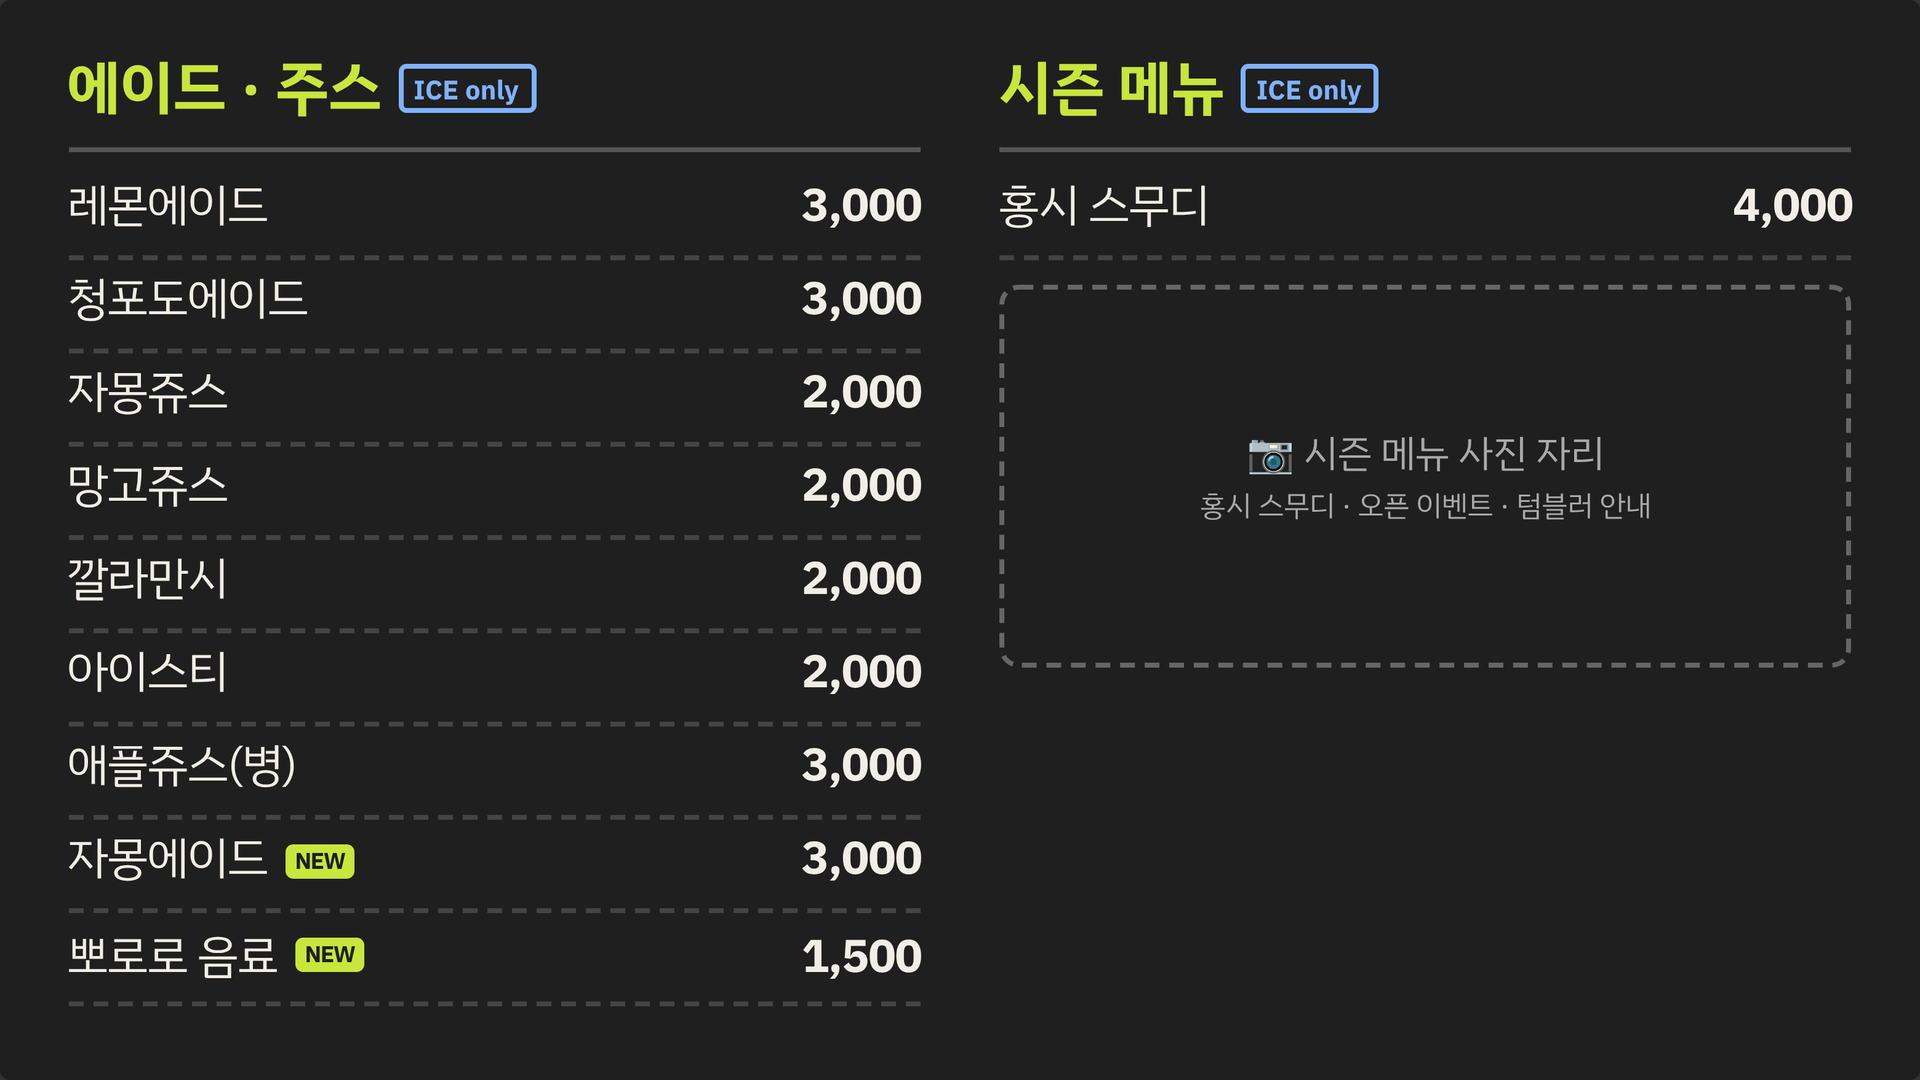 에이드 · 주스 ICE only
레몬에이드 3,000
청포도에이드 3,000
자몽쥬스 2,000
망고쥬스 2,000
깔라만시 2,000
아이스티 2,000
애플쥬스(병) 3,000
자몽에이드 NEW 3,000
뽀로로 음료 NEW 1,500
시즌 메뉴 ICE only
홍시 스무디 4,000
📷 시즌 메뉴 사진 자리
홍시 스무디 · 오픈 이벤트 · 텀블러 안내